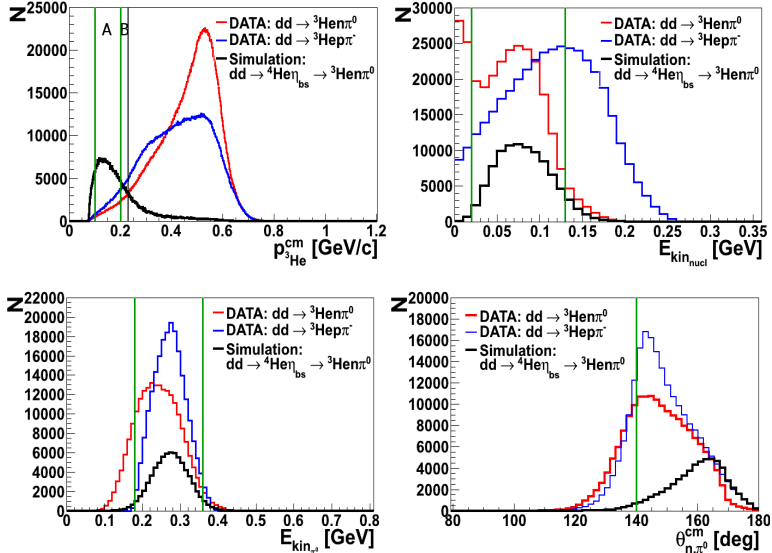 N
25000
20000
15000
10000
5000
0
A
B
DATA: dd → ³Henπ⁰
DATA: dd → ³Hepπ⁻
Simulation:
dd → ⁴Heη_bs → ³Henπ⁰
0 0.2 0.4 0.6 0.8 1 1.2
p^cm_³He [GeV/c]
N
30000
25000
20000
15000
10000
5000
0
DATA: dd → ³Henπ⁰
DATA: dd → ³Hepπ⁻
Simulation:
dd → ⁴Heη_bs → ³Henπ⁰
0 0.05 0.1 0.15 0.2 0.25 0.3 0.35
E_kin_nucl [GeV]
N
22000
20000
18000
16000
14000
12000
10000
8000
6000
4000
2000
0
DATA: dd → ³Henπ⁰
DATA: dd → ³Hepπ⁻
Simulation:
dd → ⁴Heη_bs → ³Henπ⁰
0 0.1 0.2 0.3 0.4 0.5 0.6 0.7 0.8
E_kin_π⁰ [GeV]
N
20000
18000
16000
14000
12000
10000
8000
6000
4000
2000
0
DATA: dd → ³Henπ⁰
DATA: dd → ³Hepπ⁻
Simulation:
dd → ⁴Heη_bs → ³Henπ⁰
80 100 120 140 160 180
θ^cm_n,π⁰ [deg]